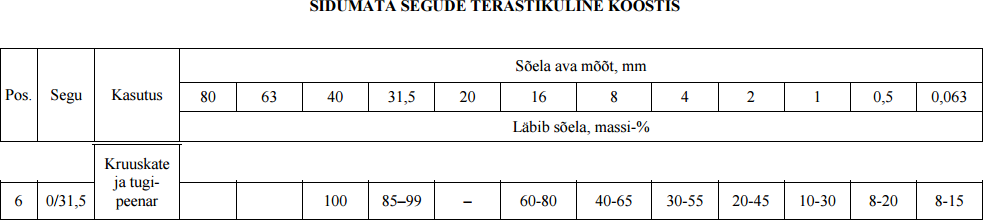 SIDUMATA SEGUDE TERASTIKULINE KOOSTIS
Pos. Segu Kasutus Sõela ava mõõt, mm
80 63 40 31,5 20 16 8 4 2 1 0,5 0,063
Läbib sõela, massi-%
Kruuskate
ja tugi-
peenar
6 0/31,5 100 85–99 – 60-80 40-65 30-55 20-45 10-30 8-20 8-15